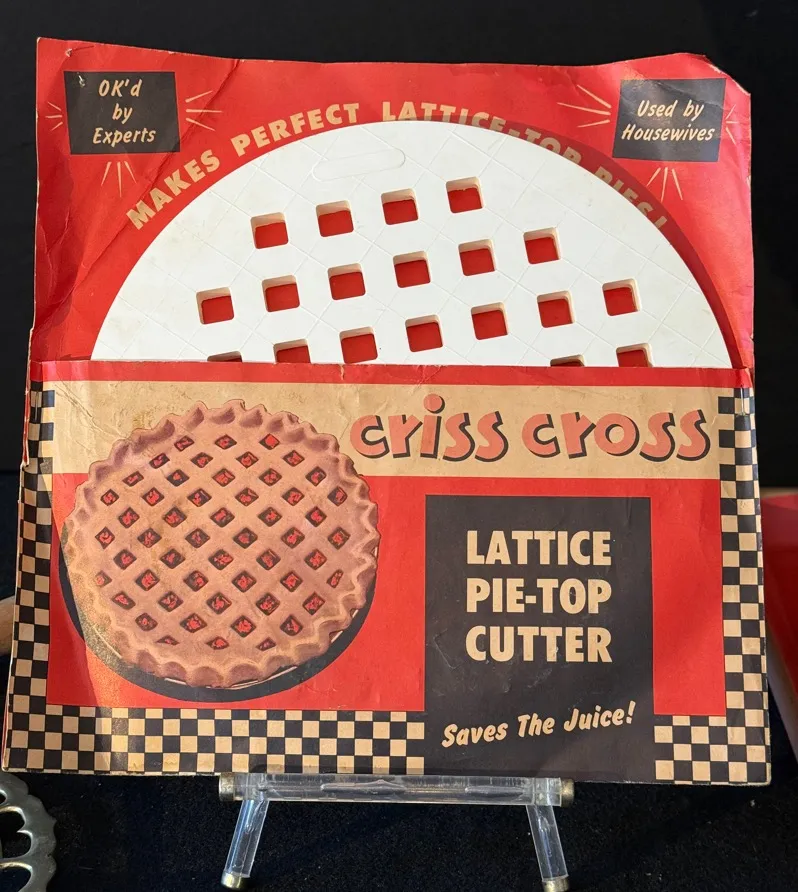 OK'd
by
Experts
Used by
Housewives
MAKES PERFECT LATTICE-TOP PIES!
criss cross
LATTICE
PIE-TOP
CUTTER
Saves The Juice!